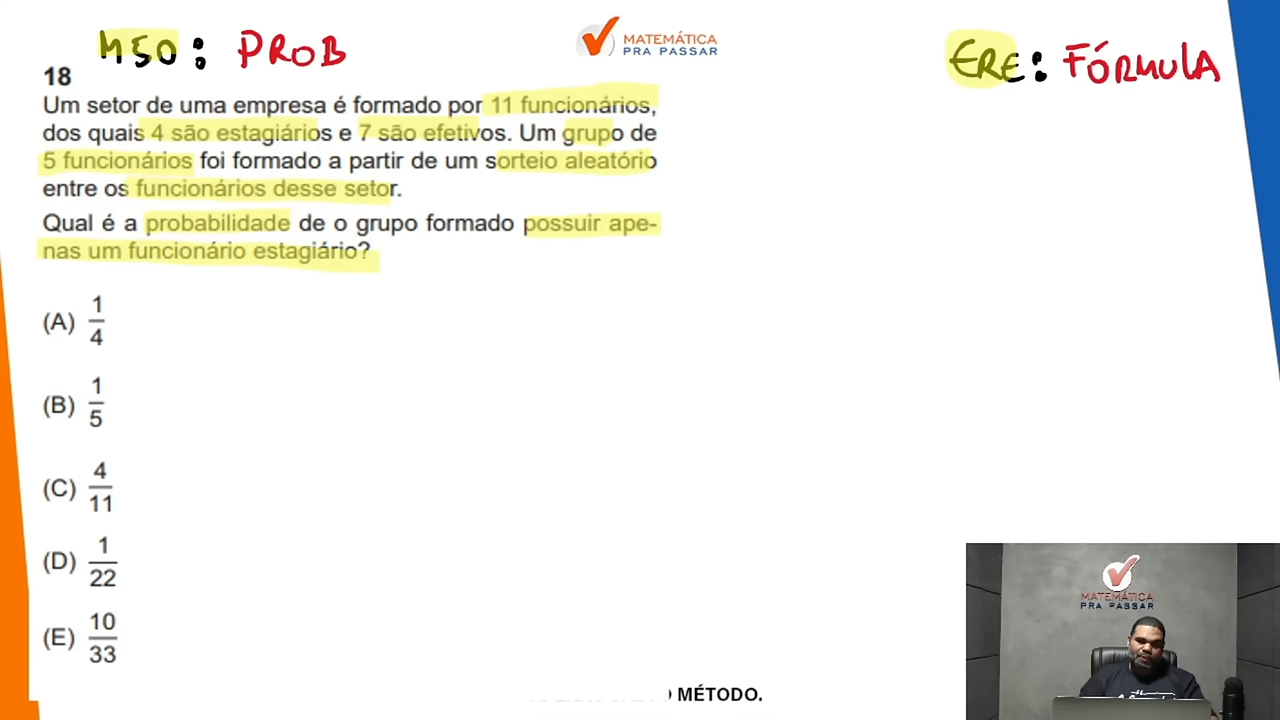 MSO: PROB
MATEMÁTICA
PRA PASSAR
ERE: FÓRMULA
18
Um setor de uma empresa é formado por 11 funcionários,
dos quais 4 são estagiários e 7 são efetivos. Um grupo de
5 funcionários foi formado a partir de um sorteio aleatório
entre os funcionários desse setor.
Qual é a probabilidade de o grupo formado possuir ape-
nas um funcionário estagiário?
(A) 1/4
(B) 1/5
(C) 4/11
(D) 1/22
(E) 10/33
MATEMÁTICA
PRA PASSAR
MÉTODO.